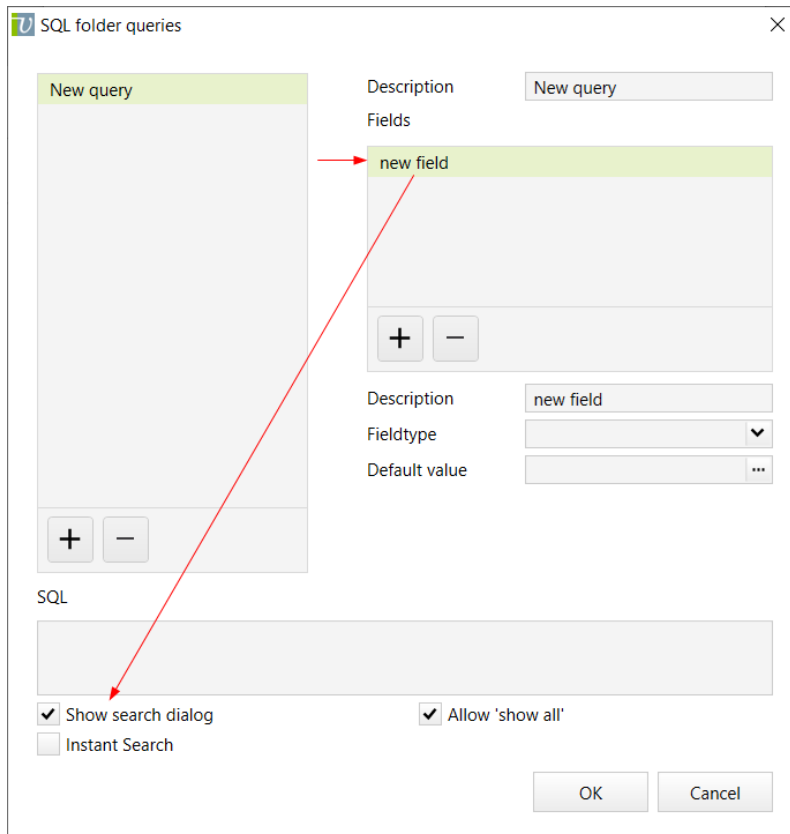 SQL folder queries
New query
Description New query
Fields
new field
Description new field
Fieldtype
Default value ...
SQL
Show search dialog Allow 'show all'
Instant Search
OK Cancel